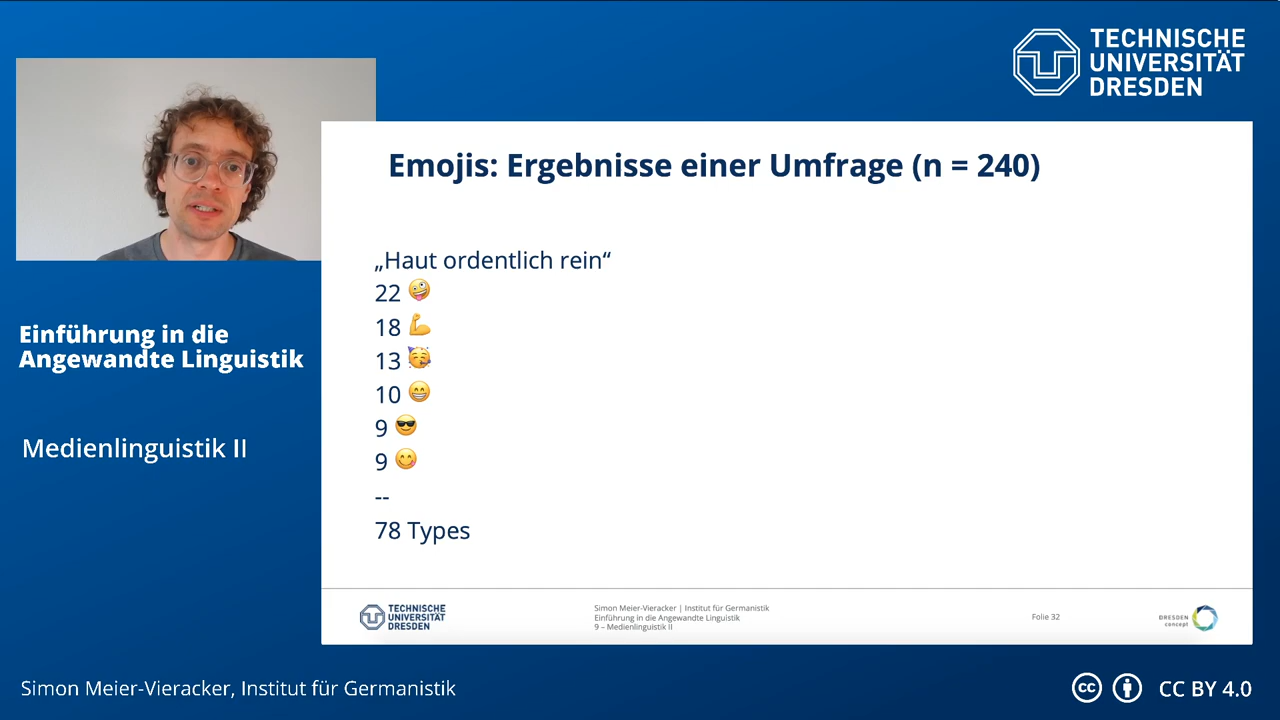 TECHNISCHE
UNIVERSITÄT
DRESDEN
Emojis: Ergebnisse einer Umfrage (n = 240)
„Haut ordentlich rein“
22 🤪
18 💪
13 🥳
10 😁
9 😎
9 😋
--
78 Types
Einführung in die
Angewandte Linguistik
Medienlinguistik II
TECHNISCHE
UNIVERSITÄT
DRESDEN
Simon Meier-Vieracker | Institut für Germanistik
Einführung in die Angewandte Linguistik
9 – Medienlinguistik II
Folie 32
DRESDEN
concept
Simon Meier-Vieracker, Institut für Germanistik
cc
CC BY 4.0